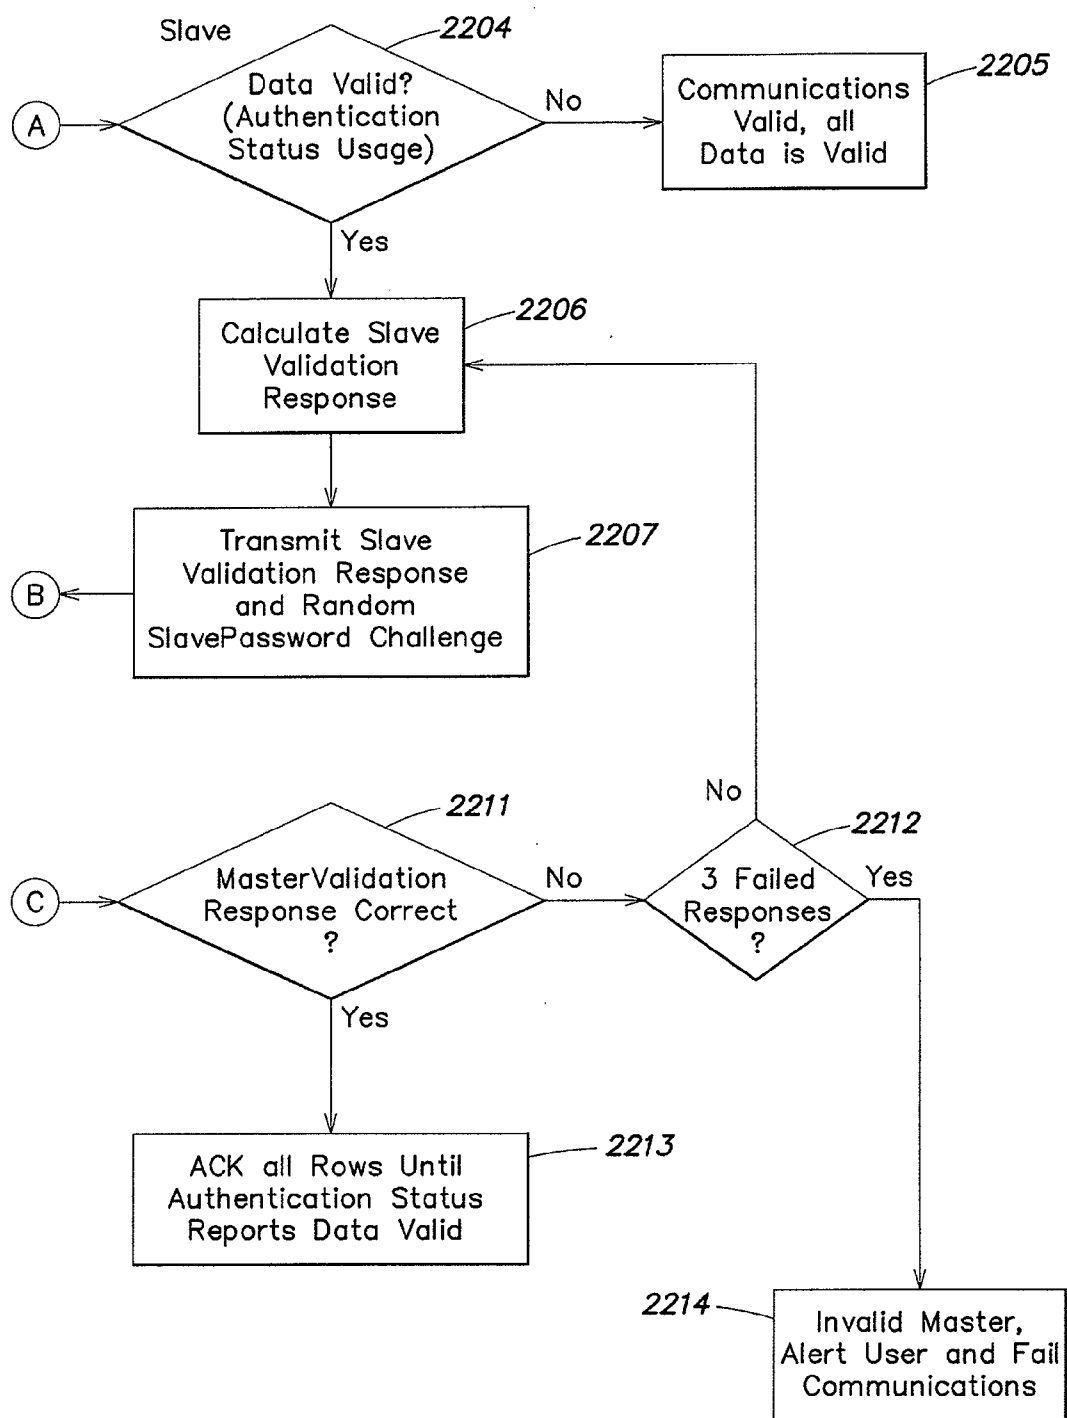 Slave
2204
Data Valid?
(Authentication
Status Usage)
A
No
Communications
Valid, all
Data is Valid
2205
Yes
2206
Calculate Slave
Validation
Response
2207
Transmit Slave
Validation Response
and Random
SlavePassword Challenge
B
2211
MasterValidation
Response Correct
?
C
No
No
2212
3 Failed
Responses
?
Yes
Yes
2213
ACK all Rows Until
Authentication Status
Reports Data Valid
2214
Invalid Master,
Alert User and Fail
Communications